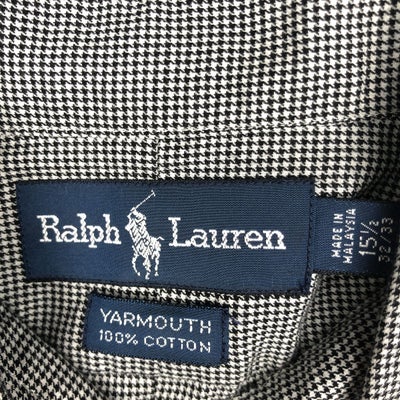 Ralph Lauren
MADE IN
MALAYSIA
15½
32/33
YARMOUTH
100% COTTON